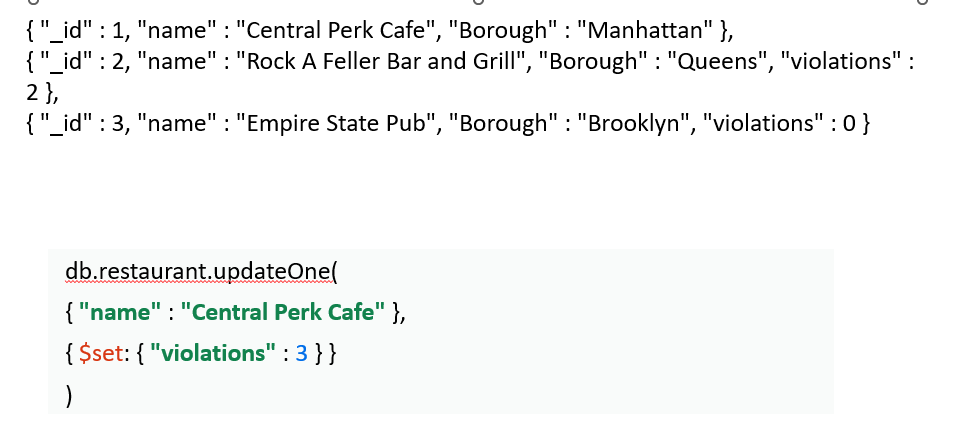 { "_id" : 1, "name" : "Central Perk Cafe", "Borough" : "Manhattan" },
{ "_id" : 2, "name" : "Rock A Feller Bar and Grill", "Borough" : "Queens", "violations" :
2 },
{ "_id" : 3, "name" : "Empire State Pub", "Borough" : "Brooklyn", "violations" : 0 }
db.restaurant.updateOne(
{ "name" : "Central Perk Cafe" },
{ $set: { "violations" : 3 } }
)